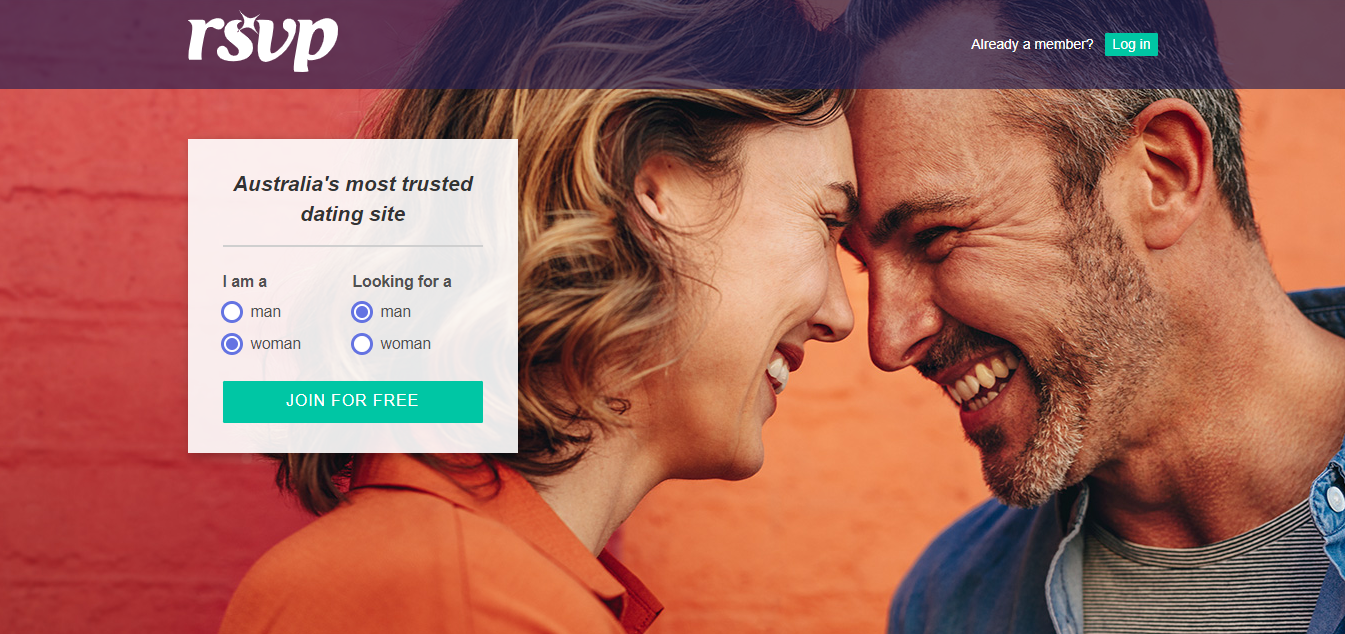 rsvp
Already a member? Log in
Australia's most trusted
dating site
I am a
Looking for a
man
man
woman
woman
JOIN FOR FREE